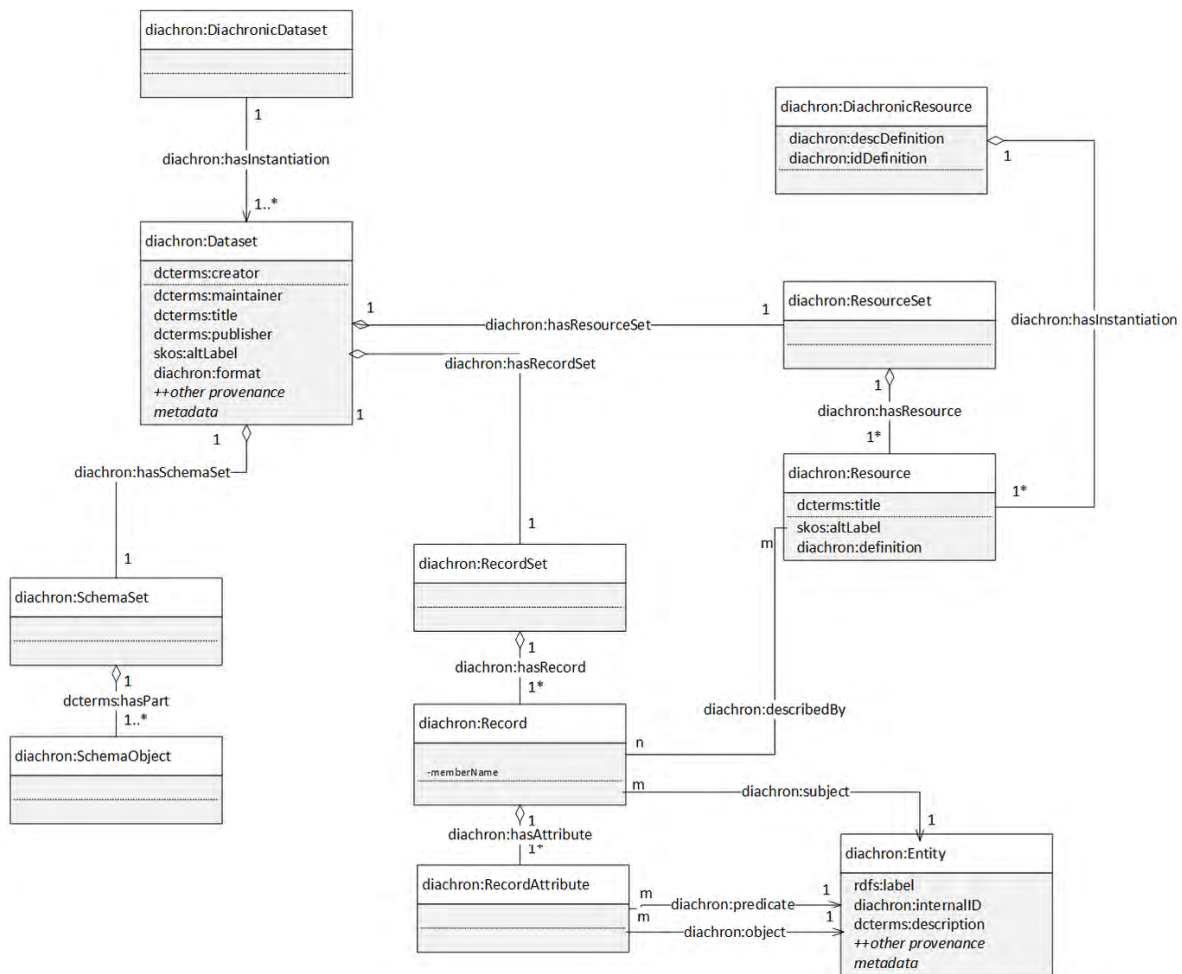 diachron:DiachronicDataset
1
diachron:hasInstantiation
1..*
diachron:DiachronicResource
diachron:descDefinition
diachron:idDefinition
1
diachron:Dataset
dcterms:creator
dcterms:maintainer
dcterms:title
dcterms:publisher
skos:altLabel
diachron:format
++other provenance
metadata
1
diachron:hasResourceSet
1
diachron:ResourceSet
diachron:hasInstantiation
diachron:hasRecordSet
1
1
1
diachron:hasResource
1*
diachron:hasSchemaSet
diachron:Resource
dcterms:title
skos:altLabel
diachron:definition
1*
m
1
1
diachron:SchemaSet
diachron:RecordSet
1
dcterms:hasPart
1..*
1
diachron:hasRecord
1*
diachron:describedBy
diachron:SchemaObject
diachron:Record
-memberName
n
m
diachron:subject
1
1
diachron:hasAttribute
1*
diachron:Entity
rdfs:label
diachron:internalID
dcterms:description
++other provenance
metadata
diachron:RecordAttribute
m
diachron:predicate
1
m
diachron:object
1